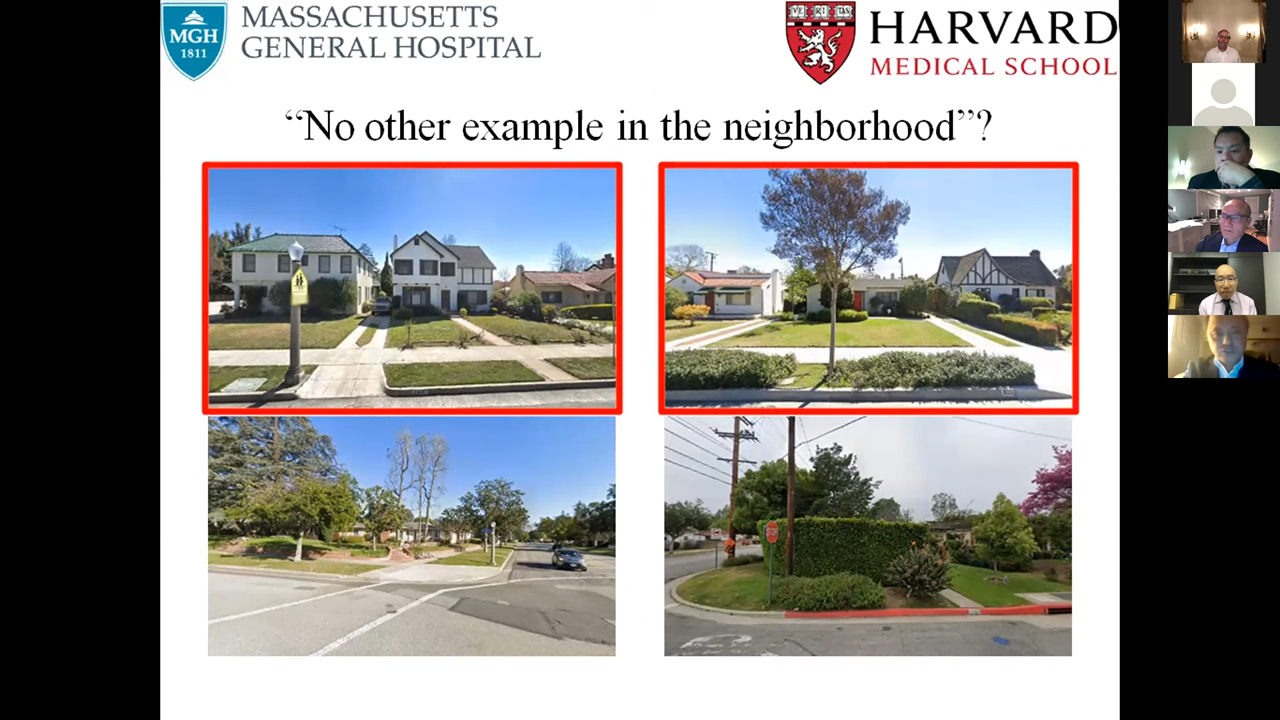 MGH
1811
MASSACHUSETTS
GENERAL HOSPITAL
VE RI TAS
HARVARD
MEDICAL SCHOOL
“No other example in the neighborhood”?